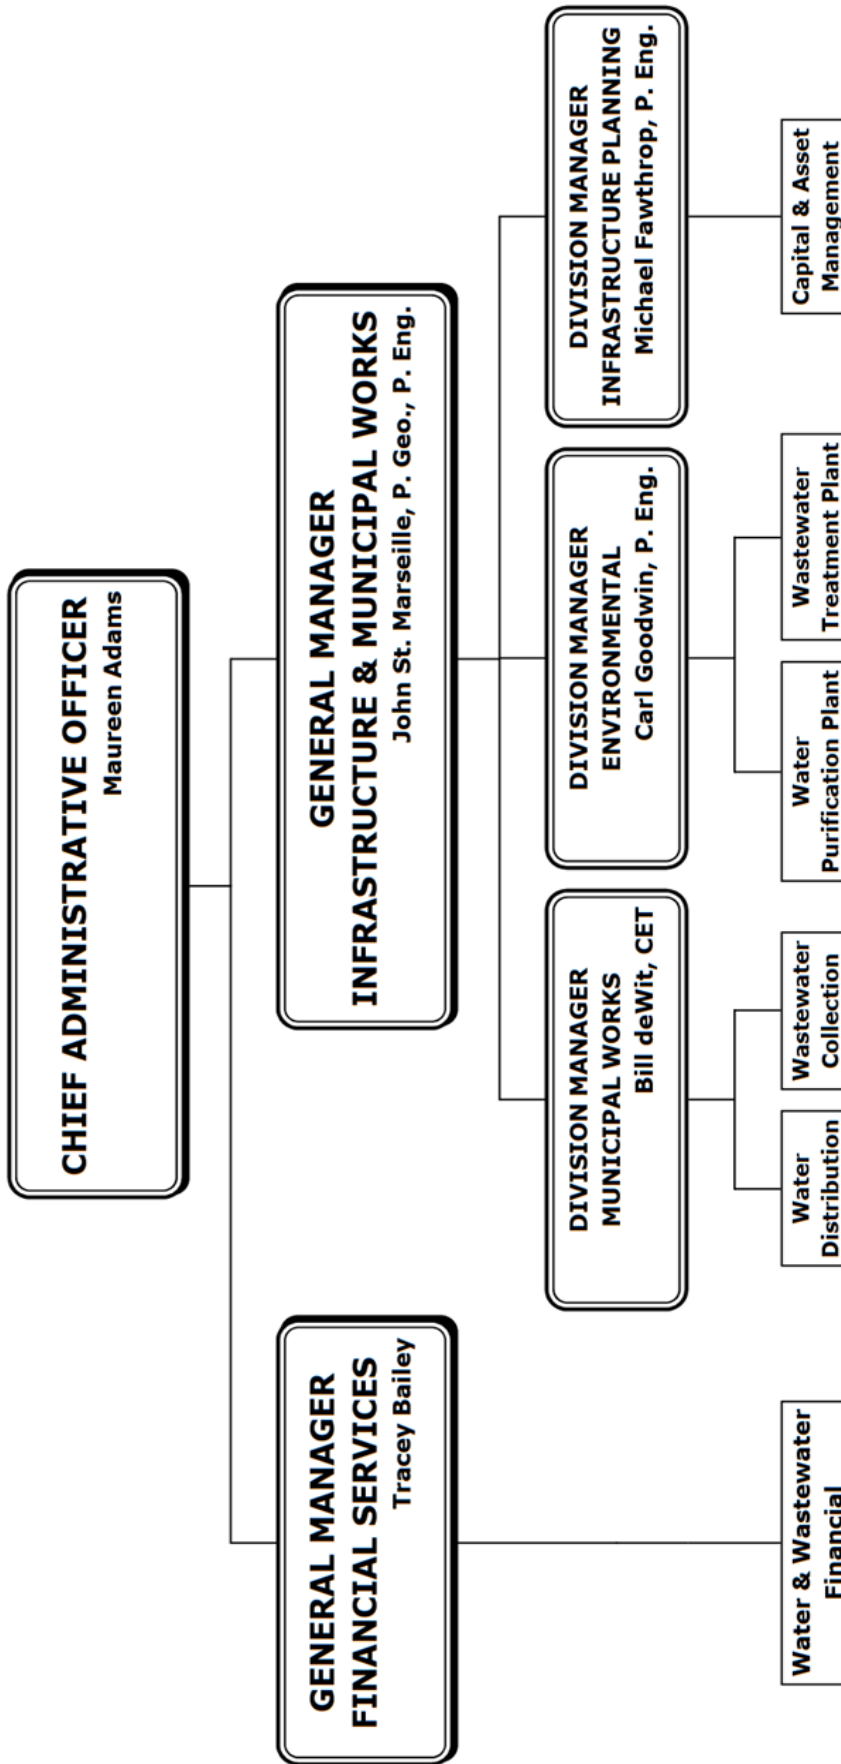 CHIEF ADMINISTRATIVE OFFICER
Maureen Adams
GENERAL MANAGER
FINANCIAL SERVICES
Tracey Bailey
GENERAL MANAGER
INFRASTRUCTURE & MUNICIPAL WORKS
John St. Marseille, P. Geo., P. Eng.
DIVISION MANAGER
MUNICIPAL WORKS
Bill deWit, CET
DIVISION MANAGER
ENVIRONMENTAL
Carl Goodwin, P. Eng.
DIVISION MANAGER
INFRASTRUCTURE PLANNING
Michael Fawthrop, P. Eng.
Water & Wastewater
Financial
Water
Distribution
Wastewater
Collection
Water
Purification Plant
Wastewater
Treatment Plant
Capital & Asset
Management